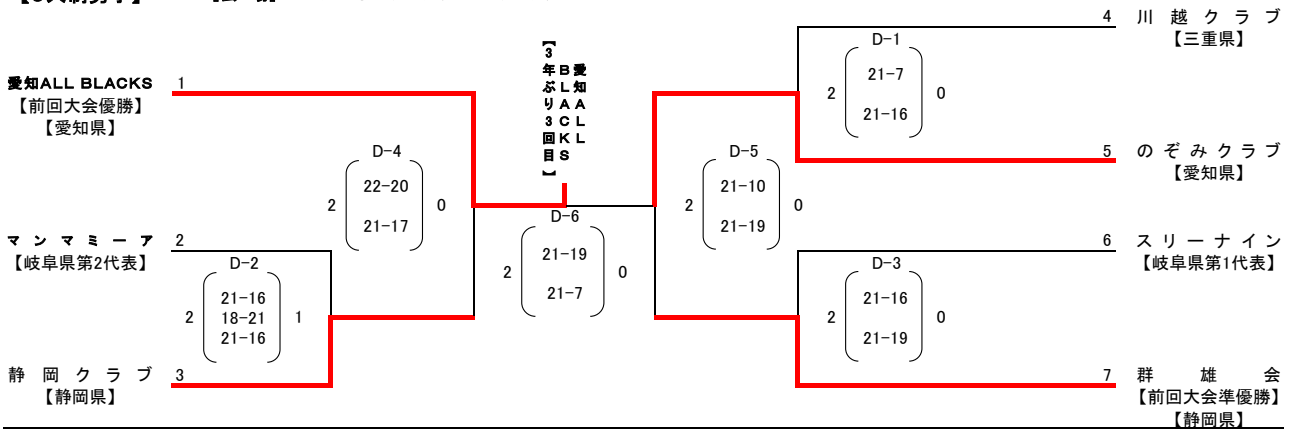 愛知ALL BLACKS 1
【前回大会優勝】
【愛知県】
マンマミーア 2
【岐阜県第2代表】
静岡クラブ 3
【静岡県】
D-2
2
21-16
18-21
21-16
1
D-4
2
22-20
21-17
0
愛知ALL
BLACKS
【3年ぶり3回目】
D-6
2
21-19
21-7
0
D-5
2
21-10
21-19
0
D-1
2
21-7
21-16
0
D-3
2
21-16
21-19
0
4 川越クラブ
【三重県】
5 のぞみクラブ
【愛知県】
6 スリーナイン
【岐阜県第1代表】
7 群雄会
【前回大会準優勝】
【静岡県】